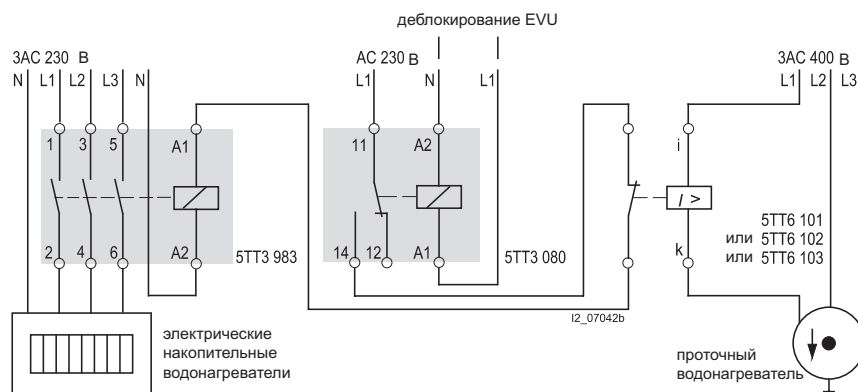 деблокирование EVU
3AC 230 В
AC 230 В
3AC 400 В
N L1 L2 L3 N
L1 N L1
L1 L2 L3
1 3 5 A1
11 A2
i
I >
2 4 6 A2
5TT3 983
14 12 A1
5TT3 080
k
5TT6 101
или 5TT6 102
или 5TT6 103
I2_07042b
электрические
накопительные
водонагреватели
проточный
водонагреватель